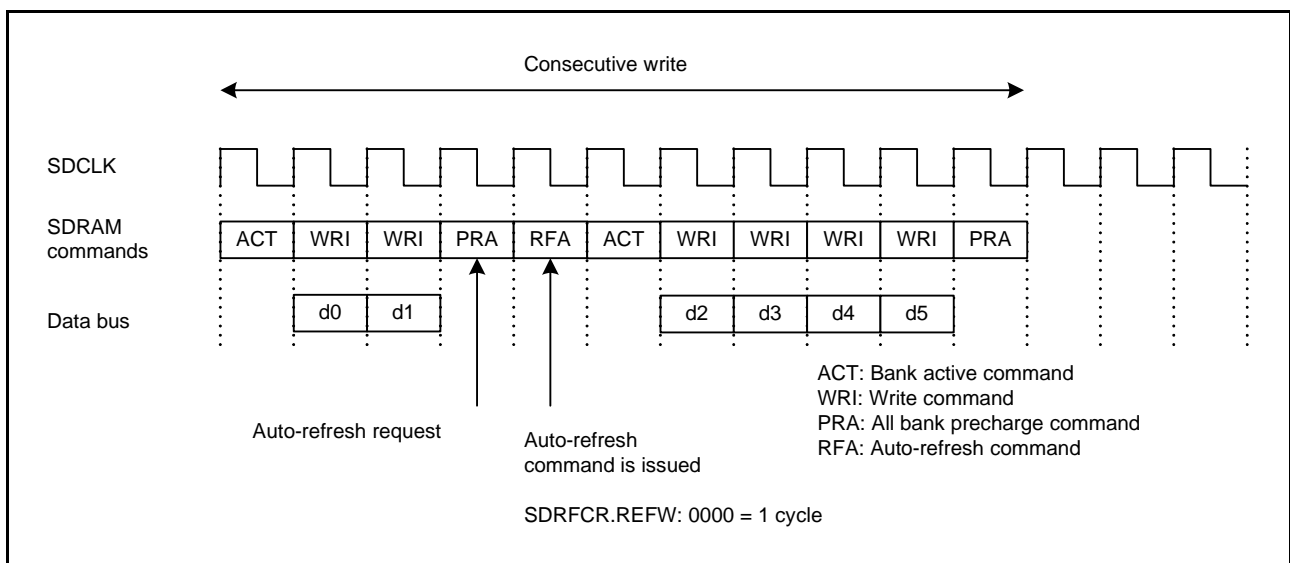 Consecutive write
SDCLK
SDRAM
commands
ACT WRI WRI PRA RFA ACT WRI WRI WRI WRI PRA
Data bus
d0 d1 d2 d3 d4 d5
ACT: Bank active command
WRI: Write command
PRA: All bank precharge command
RFA: Auto-refresh command
Auto-refresh request
Auto-refresh
command is issued
SDRFCR.REFW: 0000 = 1 cycle